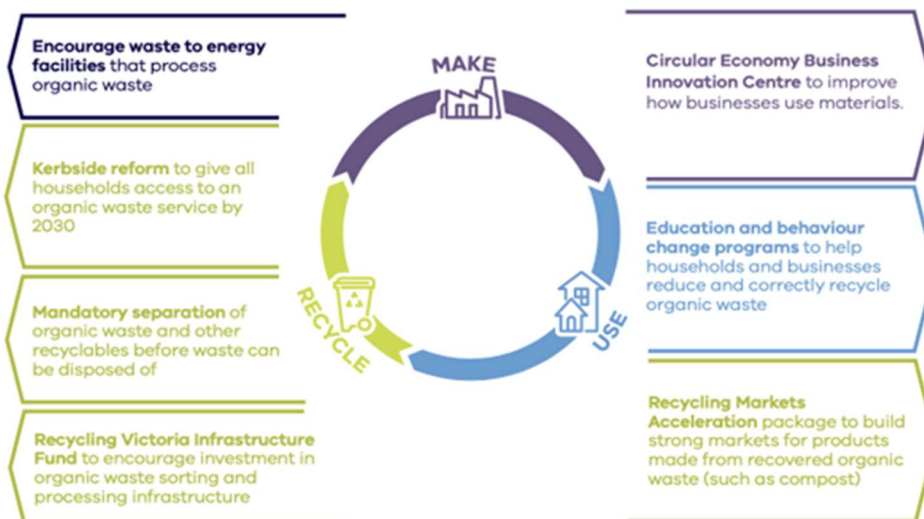 Encourage waste to energy
facilities that process
organic waste
Kerbside reform to give all
households access to an
organic waste service by
2030
Mandatory separation of
organic waste and other
recyclables before waste can
be disposed of
Recycling Victoria Infrastructure
Fund to encourage investment in
organic waste sorting and
processing infrastructure
MAKE
USE
RECYCLE
Circular Economy Business
Innovation Centre to improve
how businesses use materials.
Education and behaviour
change programs to help
households and businesses
reduce and correctly recycle
organic waste
Recycling Markets
Acceleration package to build
strong markets for products
made from recovered organic
waste (such as compost)